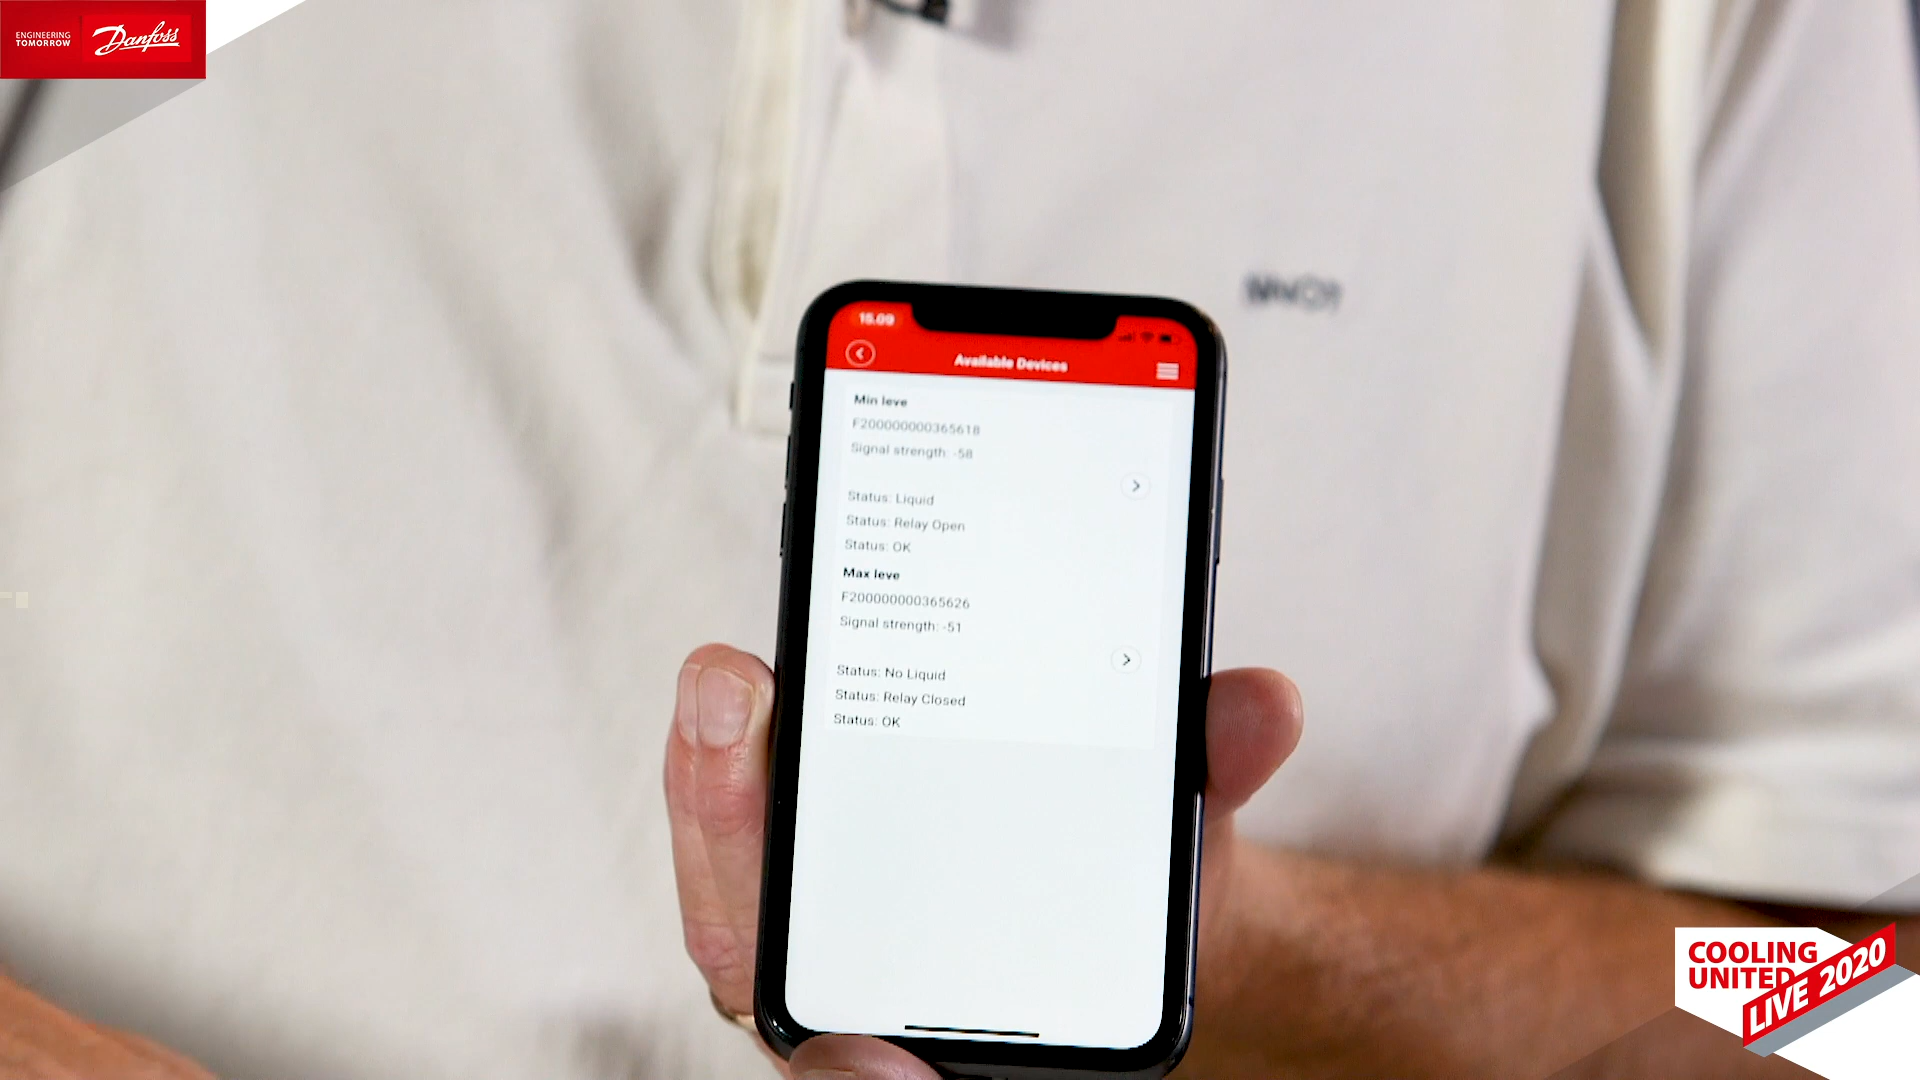 ENGINEERING
TOMORROW
Danfoss
15.09
Available Devices
Min leve
F200000000365618
Signal strength: -58
Status: Liquid
Status: Relay Open
Status: OK
Max leve
F200000000365626
Signal strength: -51
Status: No Liquid
Status: Relay Closed
Status: OK
COOLING
UNITED
LIVE 2020